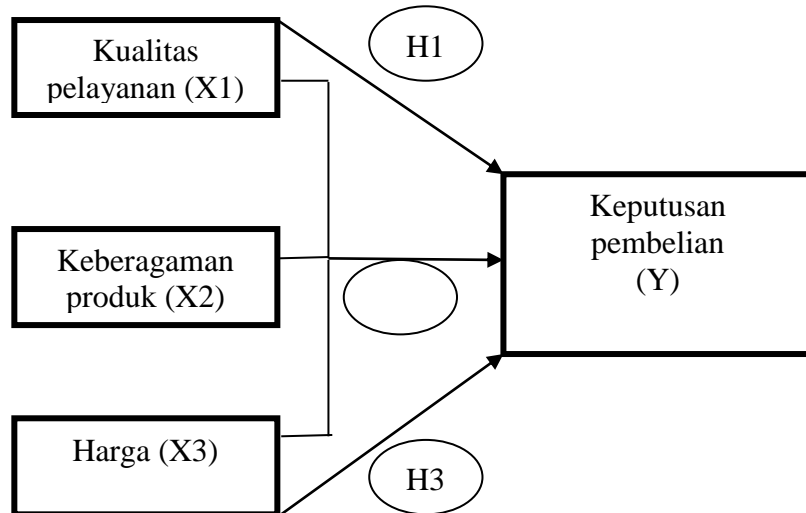 Kualitas
pelayanan (X1)
H1
Keberagaman
produk (X2)
Keputusan
pembelian
(Y)
Harga (X3)
H3